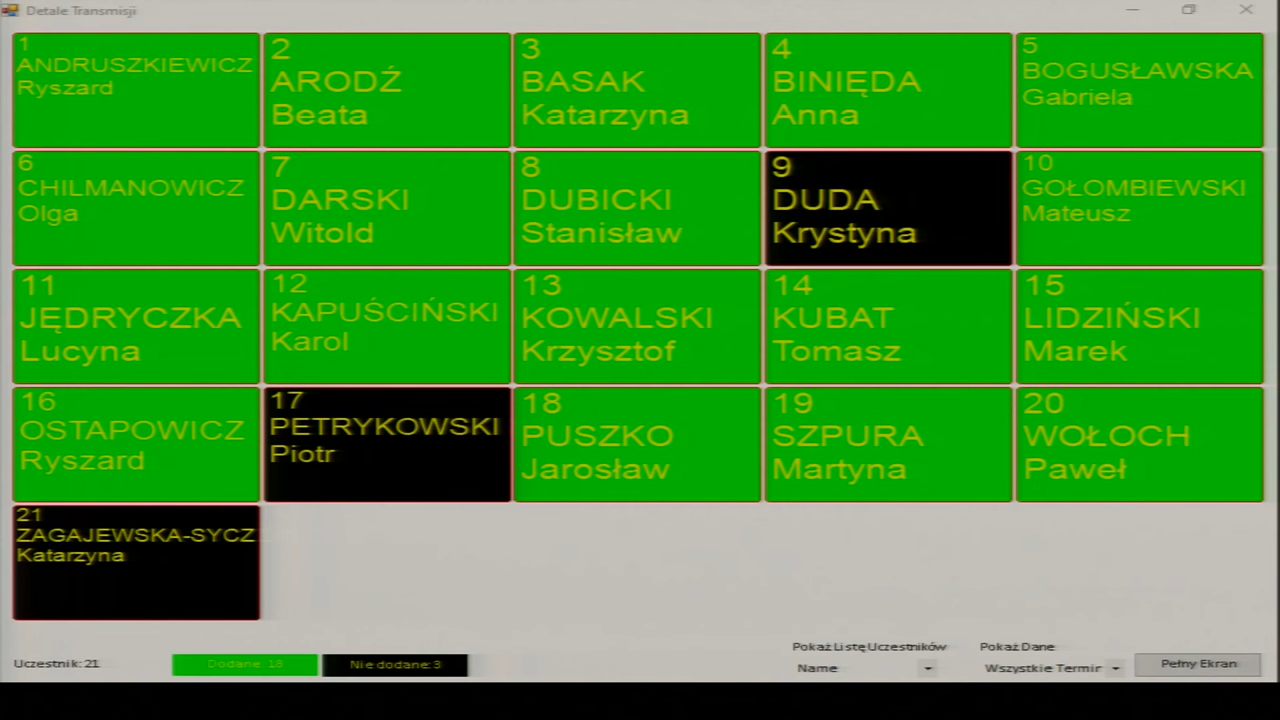 Detale Transmisji
1
ANDRUSZKIEWICZ
Ryszard
2
ARODŹ
Beata
3
BASAK
Katarzyna
4
BINIĘDA
Anna
5
BOGUSŁAWSKA
Gabriela
6
CHILMANOWICZ
Olga
7
DARSKI
Witold
8
DUBICKI
Stanisław
9
DUDA
Krystyna
10
GOŁOMBIEWSKI
Mateusz
11
JĘDRYCZKA
Lucyna
12
KAPUŚCIŃSKI
Karol
13
KOWALSKI
Krzysztof
14
KUBAT
Tomasz
15
LIDZIŃSKI
Marek
16
OSTAPOWICZ
Ryszard
17
PETRYKOWSKI
Piotr
18
PUSZKO
Jarosław
19
SZPURA
Martyna
20
WOŁOCH
Paweł
21
ZAGAJEWSKA-SYCZ
Katarzyna
Uczestnik: 21
Dodane: 18
Nie dodane: 3
Pokaż Listę Uczestników
Name
Pokaż Dane
Wszystkie Termir
Pełny Ekran